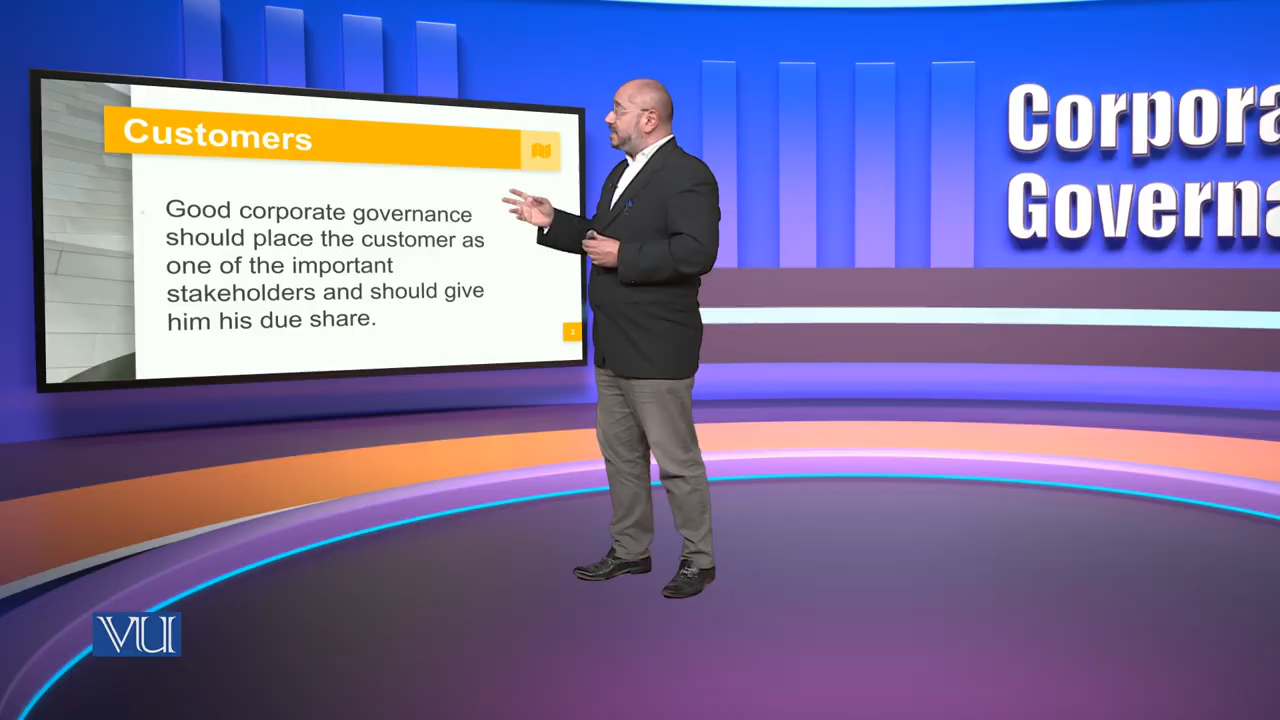 Customers
Good corporate governance
should place the customer as
one of the important
stakeholders and should give
him his due share.
2
Corpora
Governa
VU